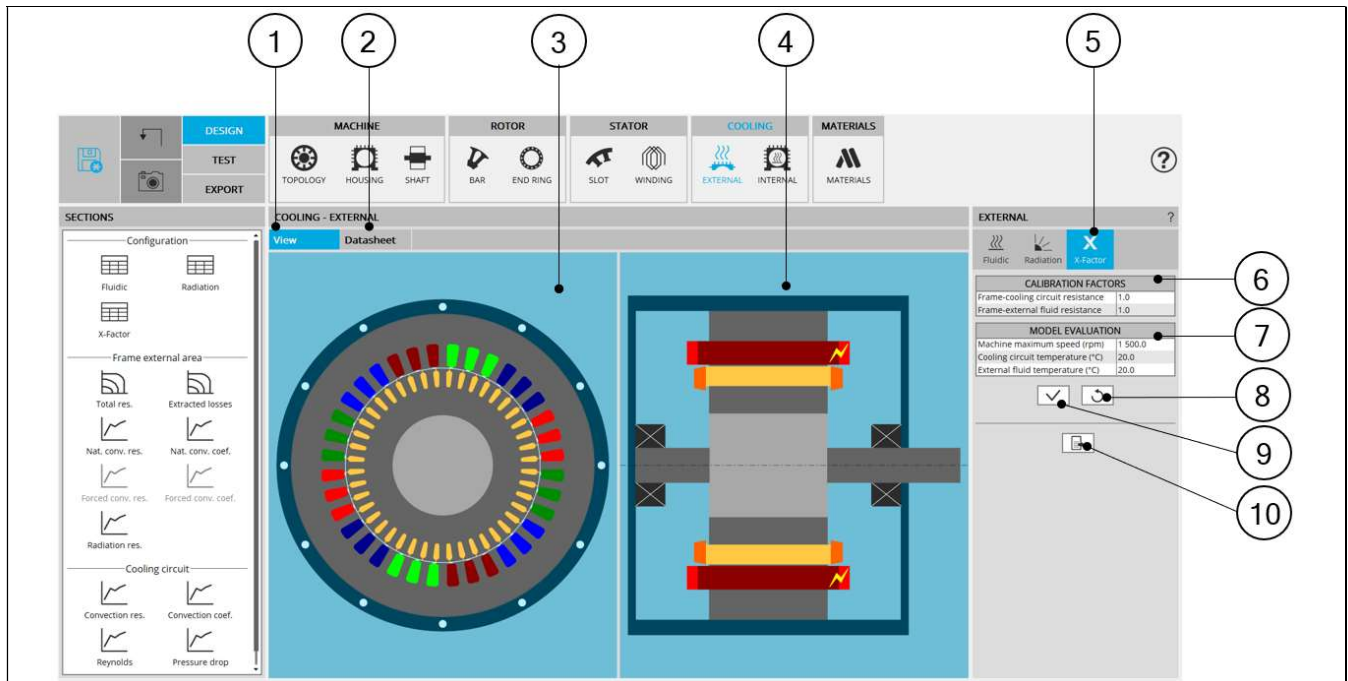 1 2 3 4 5
DESIGN
TEST
EXPORT
MACHINE ROTOR STATOR COOLING MATERIALS
TOPOLOGY HOUSING SHAFT BAR END RING SLOT WINDING EXTERNAL INTERNAL MATERIALS
?
SECTIONS
Configuration
Fluidic Radiation
X-Factor
Frame external area
Total res. Extracted losses
Nat. conv. res. Nat. conv. coef.
Forced conv. res. Forced conv. coef.
Radiation res.
Cooling circuit
Convection res. Convection coef.
Reynolds Pressure drop
COOLING - EXTERNAL
View Datasheet
EXTERNAL ?
X
Fluidic Radiation X-Factor
CALIBRATION FACTORS
Frame-cooling circuit resistance 1.0
Frame-external fluid resistance 1.0
MODEL EVALUATION
Machine maximum speed (rpm) 1 500.0
Cooling circuit temperature (°C) 20.0
External fluid temperature (°C) 20.0
6
7
8
9
10